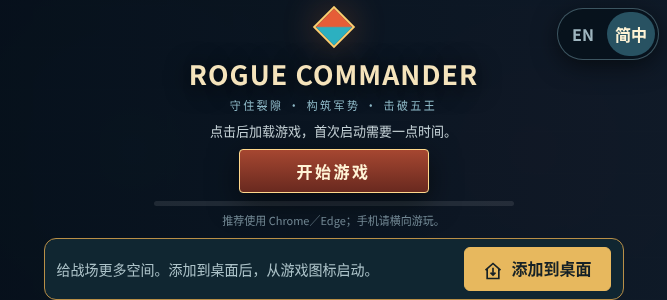 EN 简中
ROGUE COMMANDER
守住裂隙 · 构筑军势 · 击破五王
点击后加载游戏，首次启动需要一点时间。
开始游戏
推荐使用 Chrome／Edge；手机请横向游玩。
给战场更多空间。添加到桌面后，从游戏图标启动。 添加到桌面